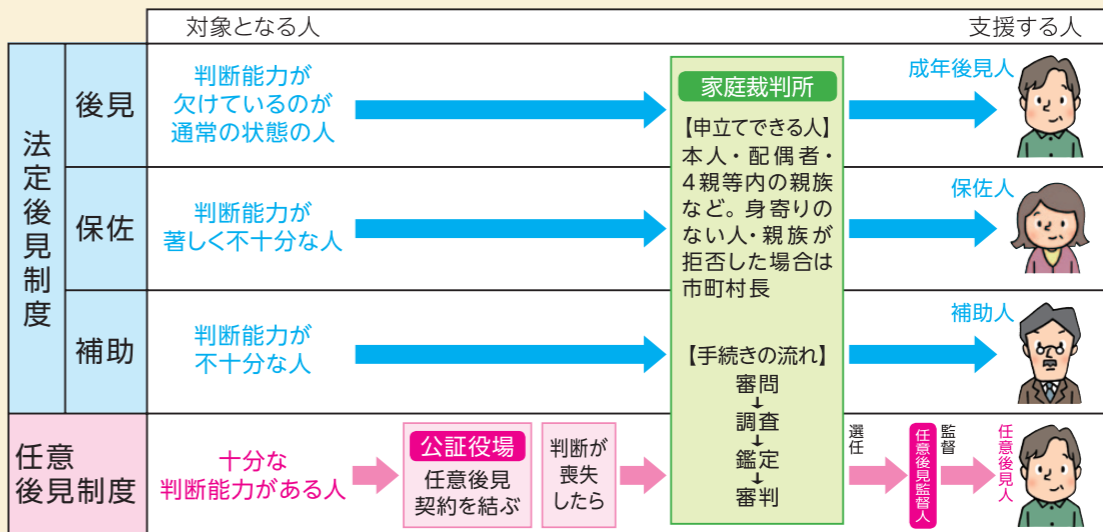 対象となる人
支援する人
法定後見制度
後見
判断能力が
欠けているのが
通常の状態の人
成年後見人
保佐
判断能力が
著しく不十分な人
保佐人
補助
判断能力が
不十分な人
補助人
家庭裁判所
【申立てできる人】
本人・配偶者・
4親等内の親族
など。身寄りの
ない人・親族が
拒否した場合は
市町村長
【手続きの流れ】
審問
↓
調査
↓
鑑定
↓
審判
任意
後見制度
十分な
判断能力がある人
公証役場
任意後見
契約を結ぶ
判断が
喪失
したら
選任
任意後見監督人
監督
任意後見人